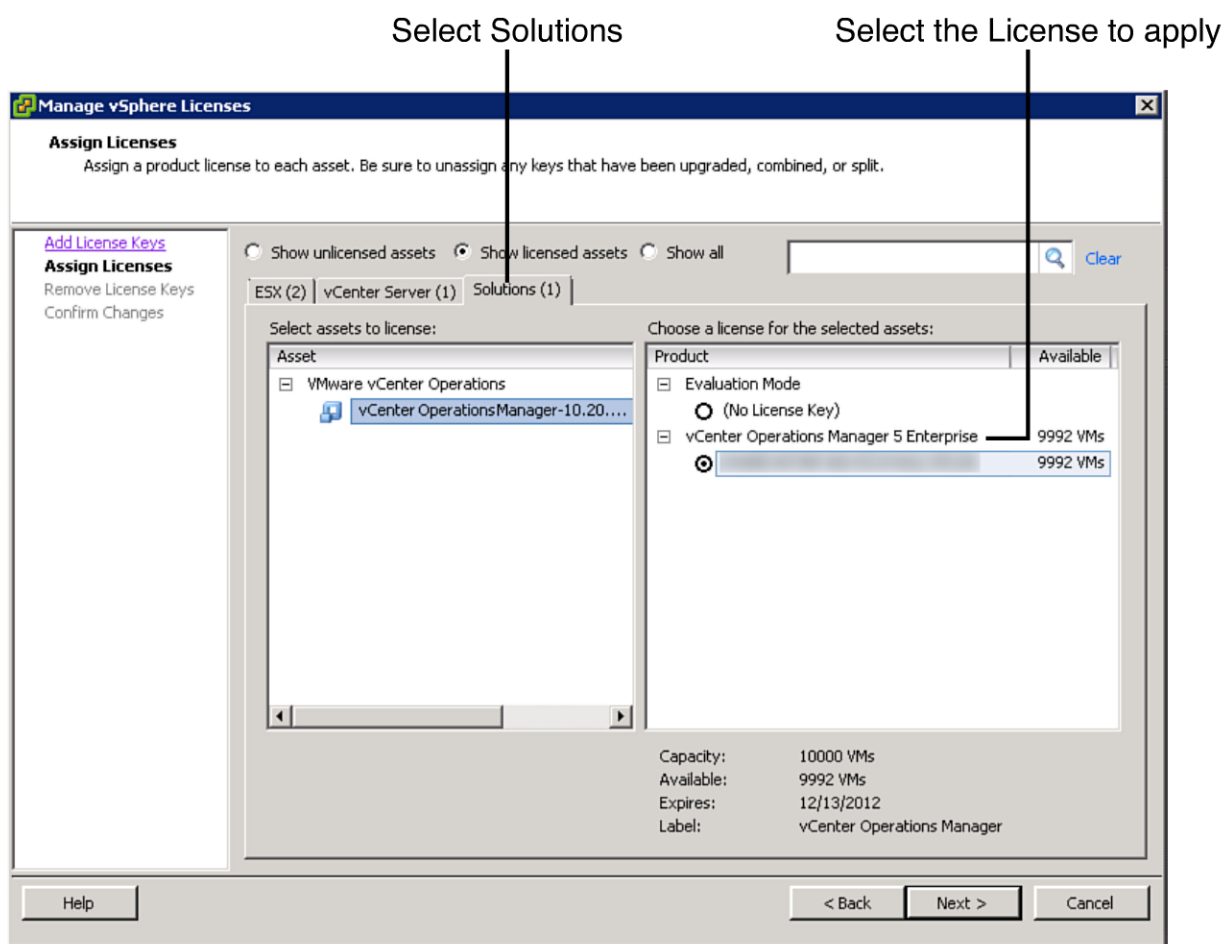 Select Solutions
Select the License to apply
Manage vSphere Licenses
Assign Licenses
Assign a product license to each asset. Be sure to unassign any keys that have been upgraded, combined, or split.
Add License Keys
Assign Licenses
Remove License Keys
Confirm Changes
Show unlicensed assets
Show licensed assets
Show all
Clear
ESX (2)
vCenter Server (1)
Solutions (1)
Select assets to license:
Asset
VMware vCenter Operations
vCenter OperationsManager-10.20....
Choose a license for the selected assets:
Product Available
Evaluation Mode
(No License Key)
vCenter Operations Manager 5 Enterprise 9992 VMs
9992 VMs
Capacity: 10000 VMs
Available: 9992 VMs
Expires: 12/13/2012
Label: vCenter Operations Manager
Help
< Back
Next >
Cancel